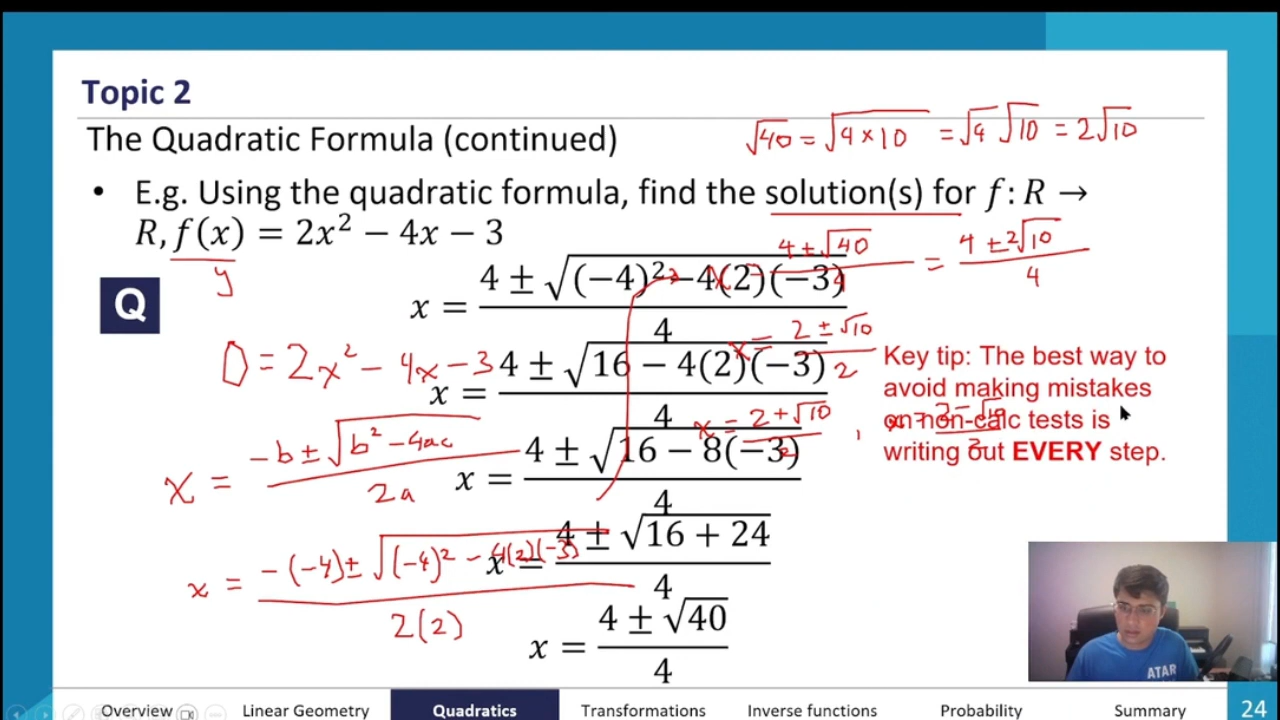 Topic 2
The Quadratic Formula (continued)
√40 = √4 × 10 = √4 √10 = 2√10
• E.g. Using the quadratic formula, find the solution(s) for f: R →
R, f(x) = 2x² − 4x − 3
y
Q
x = (4 ± √((−4)² − 4(2)(−3))) / 4
x = (4 ± √40) / 4 = (4 ± 2√10) / 4
0 = 2x² − 4x − 3
x = (4 ± √(16 − 4(2)(−3))) / 4
x = (2 ± √10) / 2
Key tip: The best way to
avoid making mistakes
on non-calc tests is
writing out EVERY step.
x = (−b ± √(b² − 4ac)) / 2a
x = (4 ± √(16 − 8(−3))) / 4
x = (2 + √10) / 2 , x = (2 − √10) / 2
x = (−(−4) ± √((−4)² − 4(2)(−3))) / 2(2)
x = (4 ± √(16 + 24)) / 4
x = (4 ± √40) / 4
ATAR
Overview Linear Geometry Quadratics Transformations Inverse functions Probability Summary 24